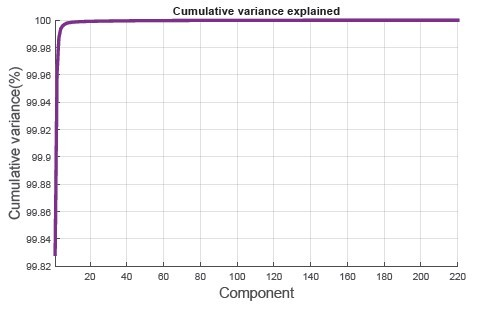 Cumulative variance explained
100
99.98
99.96
99.94
99.92
99.9
99.88
99.86
99.84
99.82
Cumulative variance(%)
20 40 60 80 100 120 140 160 180 200 220
Component